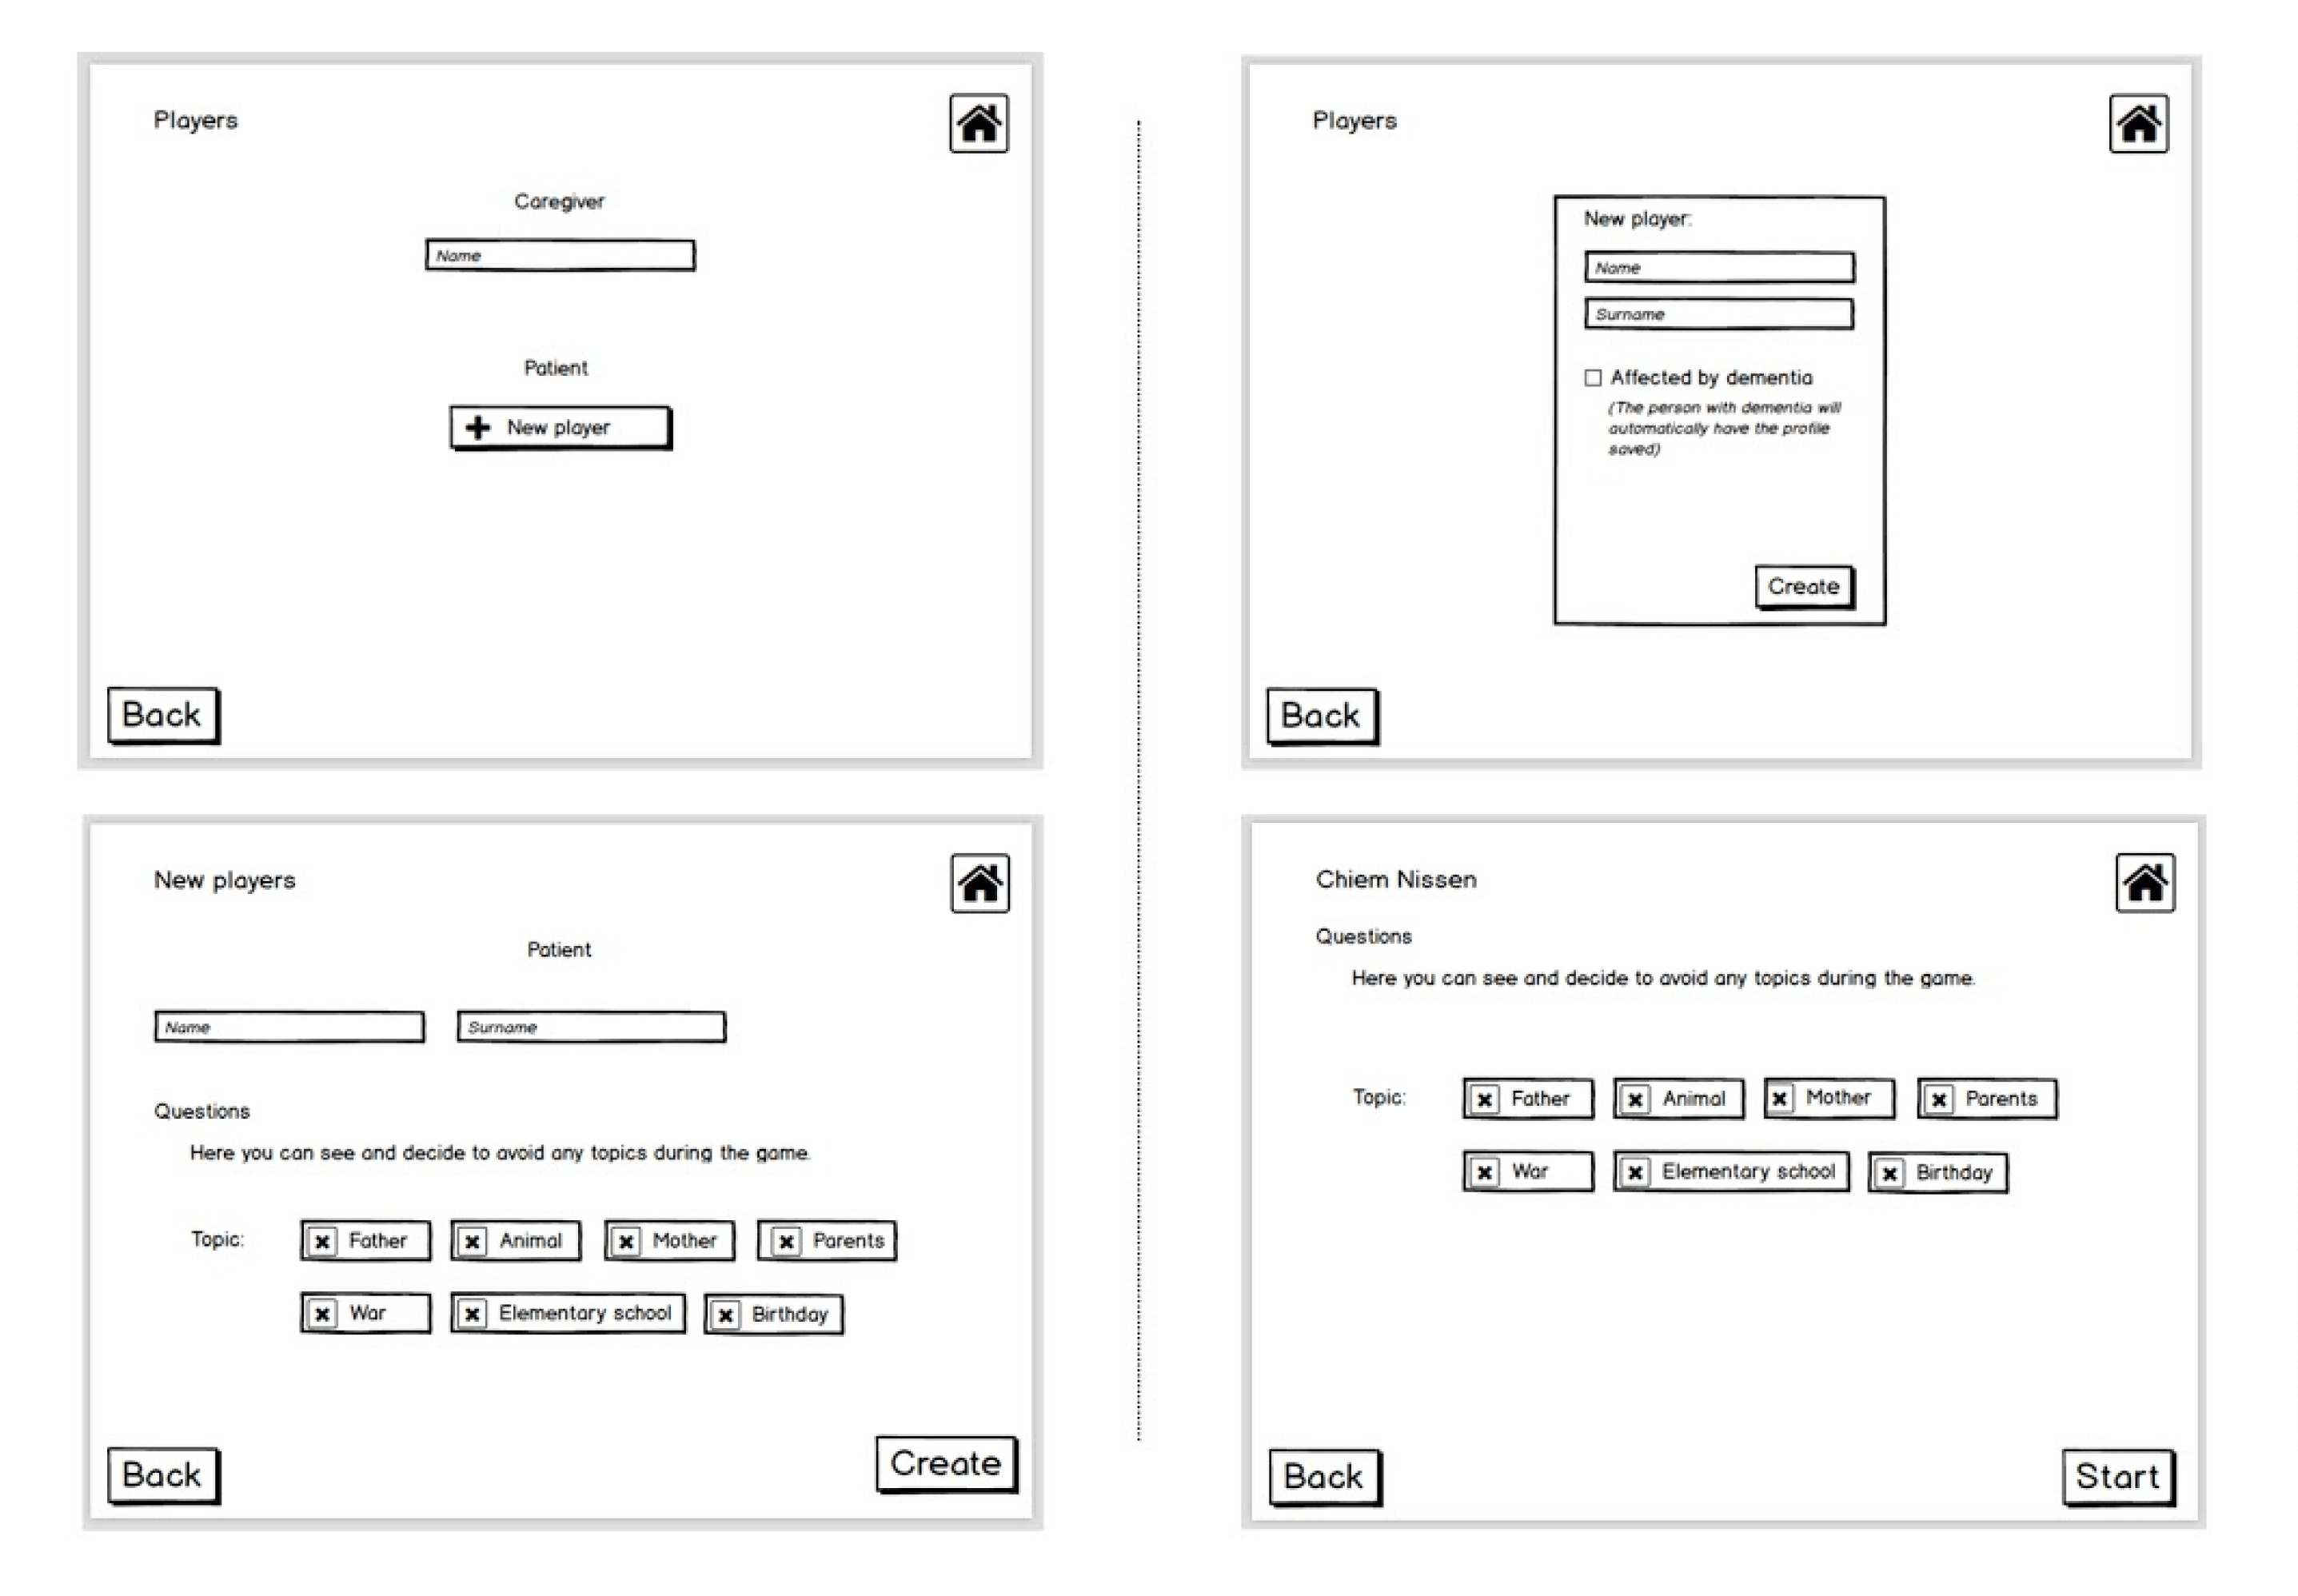 Players
Caregiver
Name
Patient
New player
Back
New players
Patient
Name Surname
Questions
Here you can see and decide to avoid any topics during the game.
Topic: Father Animal Mother Parents
War Elementary school Birthday
Back Create
Players
New player:
Name
Surname
Affected by dementia
(The person with dementia will
automatically have the profile
saved)
Create
Back
Chiem Nissen
Questions
Here you can see and decide to avoid any topics during the game.
Topic: Father Animal Mother Parents
War Elementary school Birthday
Back Start